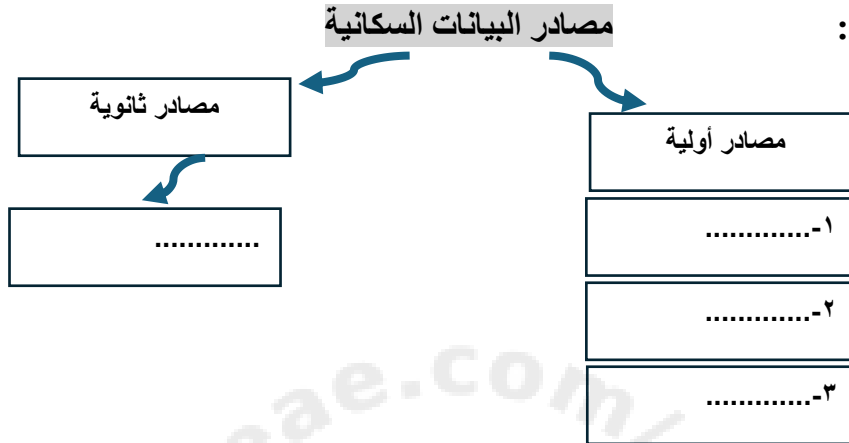 :
مصادر البيانات السكانية
مصادر أولية
١-.............
٢-.............
٣-.............
مصادر ثانوية
.............
ae.com/